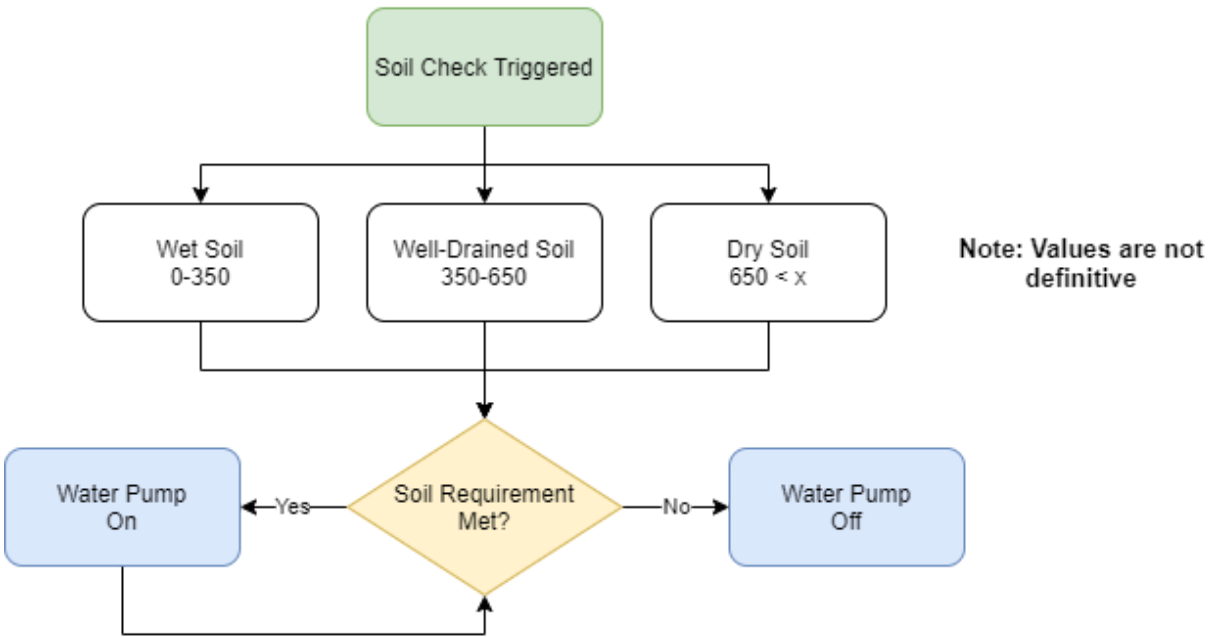 Soil Check Triggered
Wet Soil
0-350
Well-Drained Soil
350-650
Dry Soil
650 < x
Note: Values are not
definitive
Water Pump
On
Yes
Soil Requirement
Met?
No
Water Pump
Off